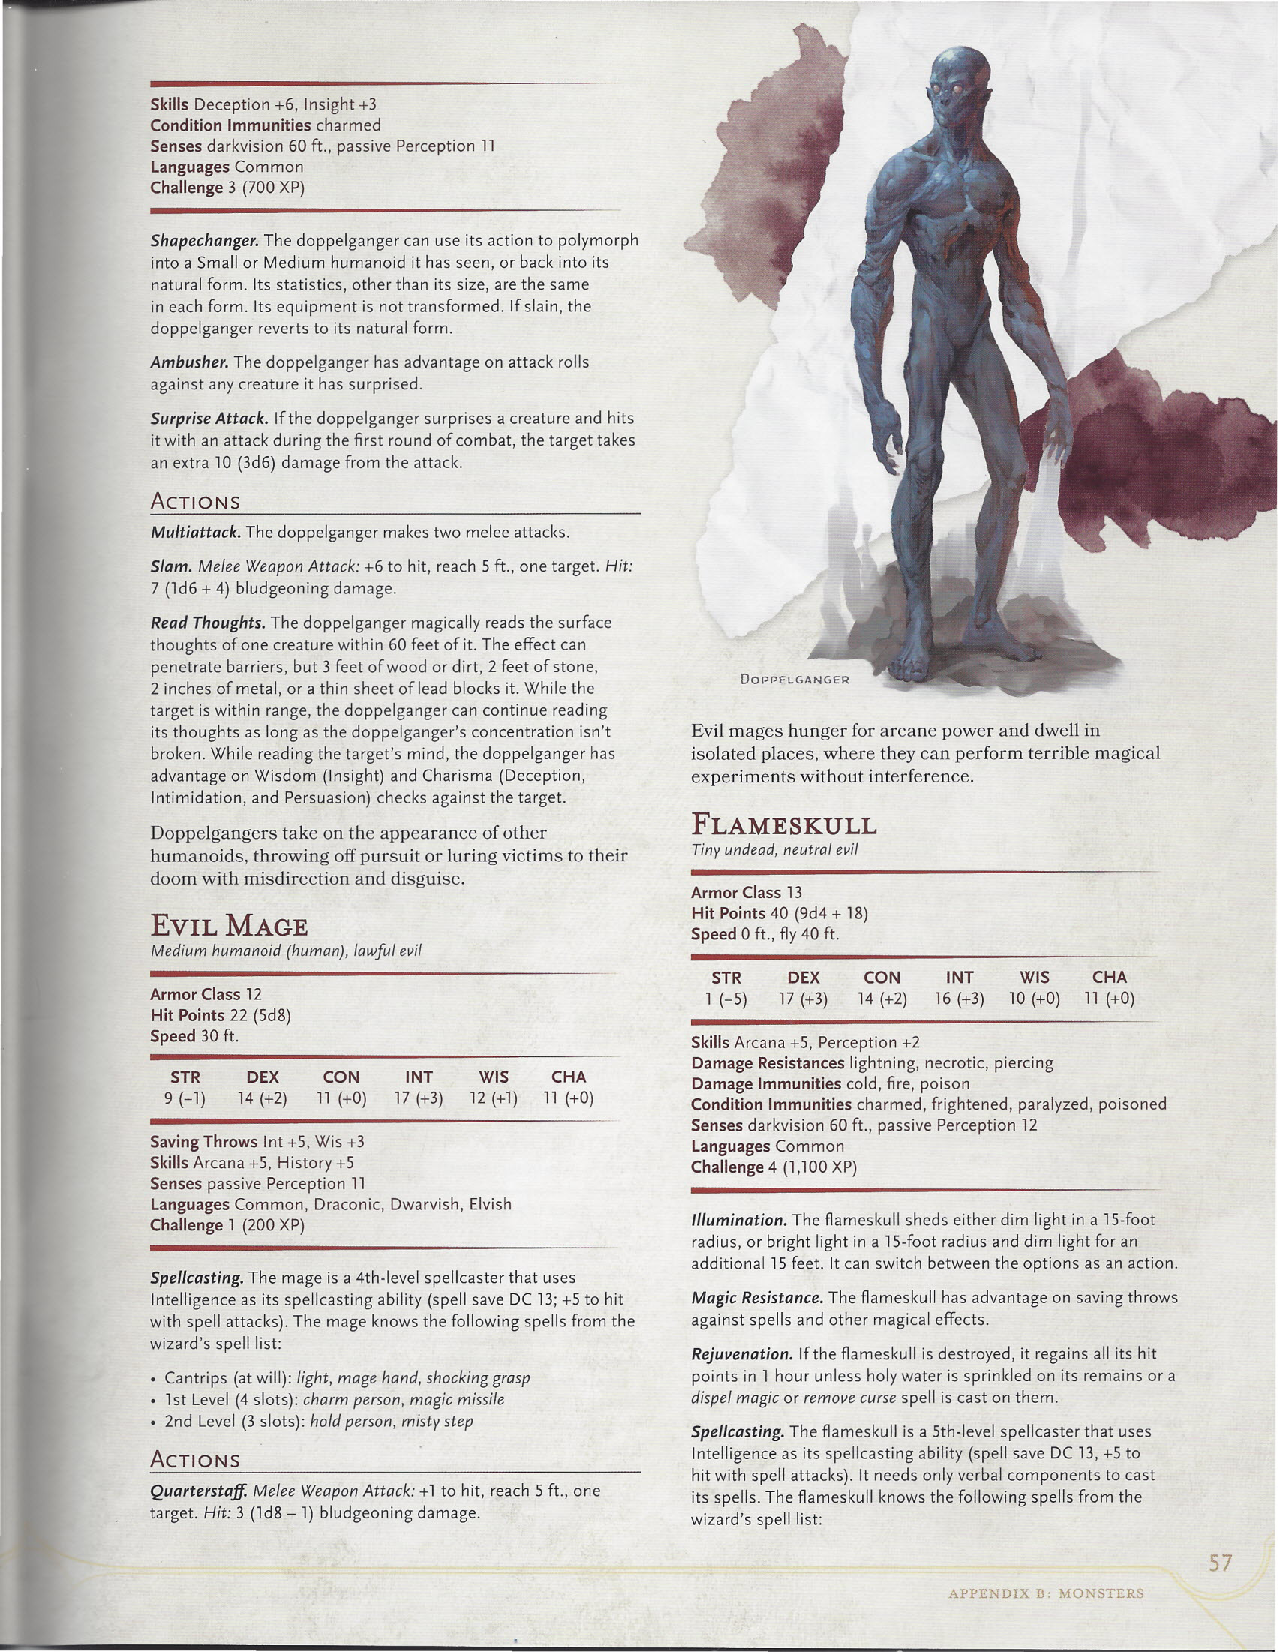 Skills Deception +6, Insight +3
Condition Immunities charmed
Senses darkvision 60 ft., passive Perception 11
Languages Common
Challenge 3 (700 XP)
Shapechanger. The doppelganger can use its action to polymorph
into a Small or Medium humanoid it has seen, or back into its
natural form. Its statistics, other than its size, are the same
in each form. Its equipment is not transformed. If slain, the
doppelganger reverts to its natural form.
Ambusher. The doppelganger has advantage on attack rolls
against any creature it has surprised.
Surprise Attack. If the doppelganger surprises a creature and hits
it with an attack during the first round of combat, the target takes
an extra 10 (3d6) damage from the attack.
ACTIONS
Multiattack. The doppelganger makes two melee attacks.
Slam. Melee Weapon Attack: +6 to hit, reach 5 ft., one target. Hit:
7 (1d6 + 4) bludgeoning damage.
Read Thoughts. The doppelganger magically reads the surface
thoughts of one creature within 60 feet of it. The effect can
penetrate barriers, but 3 feet of wood or dirt, 2 feet of stone,
2 inches of metal, or a thin sheet of lead blocks it. While the
target is within range, the doppelganger can continue reading
its thoughts as long as the doppelganger's concentration isn't
broken. While reading the target's mind, the doppelganger has
advantage on Wisdom (Insight) and Charisma (Deception,
Intimidation, and Persuasion) checks against the target.
Doppelgangers take on the appearance of other
humanoids, throwing off pursuit or luring victims to their
doom with misdirection and disguise.
EVIL MAGE
Medium humanoid (human), lawful evil
Armor Class 12
Hit Points 22 (5d8)
Speed 30 ft.
STR DEX CON INT WIS CHA
9 (-1) 14 (+2) 11 (+0) 17 (+3) 12 (+1) 11 (+0)
Saving Throws Int +5, Wis +3
Skills Arcana +5, History +5
Senses passive Perception 11
Languages Common, Draconic, Dwarvish, Elvish
Challenge 1 (200 XP)
Spellcasting. The mage is a 4th-level spellcaster that uses
Intelligence as its spellcasting ability (spell save DC 13; +5 to hit
with spell attacks). The mage knows the following spells from the
wizard's spell list:
• Cantrips (at will): light, mage hand, shocking grasp
• 1st Level (4 slots): charm person, magic missile
• 2nd Level (3 slots): hold person, misty step
ACTIONS
Quarterstaff. Melee Weapon Attack: +1 to hit, reach 5 ft., one
target. Hit: 3 (1d8 – 1) bludgeoning damage.
DOPPELGANGER
Evil mages hunger for arcane power and dwell in
isolated places, where they can perform terrible magical
experiments without interference.
FLAMESKULL
Tiny undead, neutral evil
Armor Class 13
Hit Points 40 (9d4 + 18)
Speed 0 ft., fly 40 ft.
STR DEX CON INT WIS CHA
1 (-5) 17 (+3) 14 (+2) 16 (+3) 10 (+0) 11 (+0)
Skills Arcana +5, Perception +2
Damage Resistances lightning, necrotic, piercing
Damage Immunities cold, fire, poison
Condition Immunities charmed, frightened, paralyzed, poisoned
Senses darkvision 60 ft., passive Perception 12
Languages Common
Challenge 4 (1,100 XP)
Illumination. The flameskull sheds either dim light in a 15-foot
radius, or bright light in a 15-foot radius and dim light for an
additional 15 feet. It can switch between the options as an action.
Magic Resistance. The flameskull has advantage on saving throws
against spells and other magical effects.
Rejuvenation. If the flameskull is destroyed, it regains all its hit
points in 1 hour unless holy water is sprinkled on its remains or a
dispel magic or remove curse spell is cast on them.
Spellcasting. The flameskull is a 5th-level spellcaster that uses
Intelligence as its spellcasting ability (spell save DC 13, +5 to
hit with spell attacks). It needs only verbal components to cast
its spells. The flameskull knows the following spells from the
wizard's spell list:
57
APPENDIX B: MONSTERS